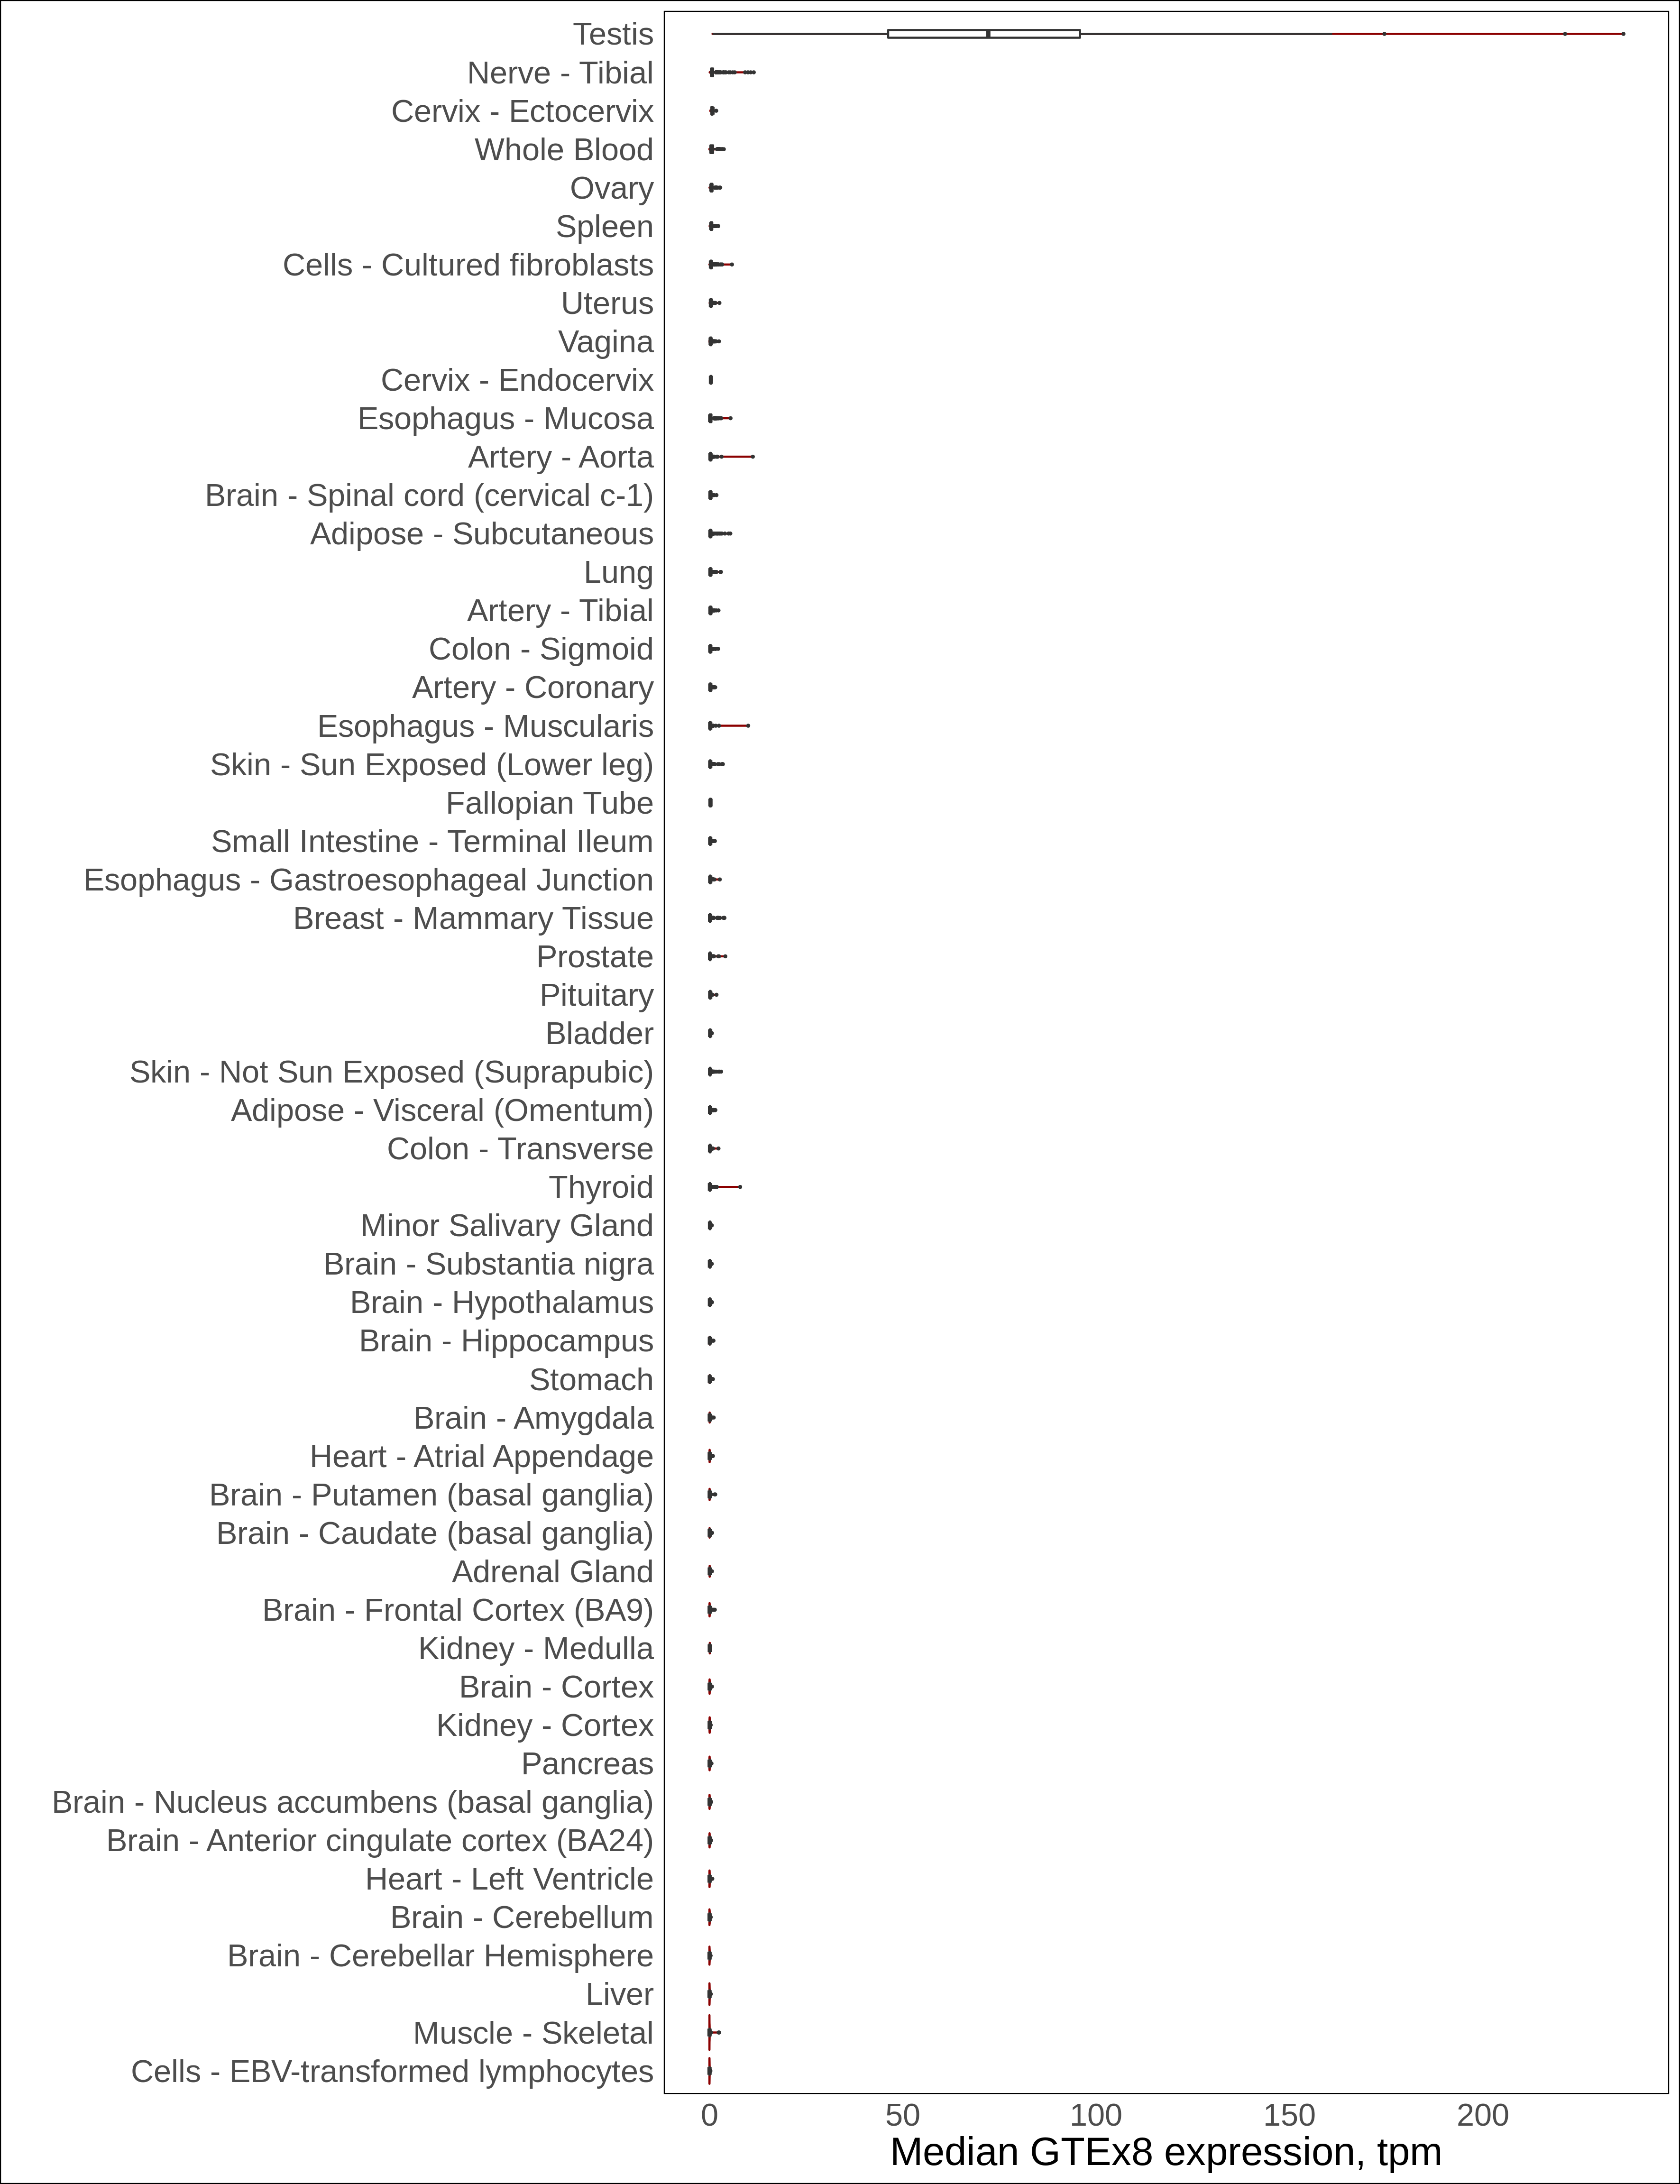 Testis
Nerve - Tibial
Cervix - Ectocervix
Whole Blood
Ovary
Spleen
Cells - Cultured fibroblasts
Uterus
Vagina
Cervix - Endocervix
Esophagus - Mucosa
Artery - Aorta
Brain - Spinal cord (cervical c-1)
Adipose - Subcutaneous
Lung
Artery - Tibial
Colon - Sigmoid
Artery - Coronary
Esophagus - Muscularis
Skin - Sun Exposed (Lower leg)
Fallopian Tube
Small Intestine - Terminal Ileum
Esophagus - Gastroesophageal Junction
Breast - Mammary Tissue
Prostate
Pituitary
Bladder
Skin - Not Sun Exposed (Suprapubic)
Adipose - Visceral (Omentum)
Colon - Transverse
Thyroid
Minor Salivary Gland
Brain - Substantia nigra
Brain - Hypothalamus
Brain - Hippocampus
Stomach
Brain - Amygdala
Heart - Atrial Appendage
Brain - Putamen (basal ganglia)
Brain - Caudate (basal ganglia)
Adrenal Gland
Brain - Frontal Cortex (BA9)
Kidney - Medulla
Brain - Cortex
Kidney - Cortex
Pancreas
Brain - Nucleus accumbens (basal ganglia)
Brain - Anterior cingulate cortex (BA24)
Heart - Left Ventricle
Brain - Cerebellum
Brain - Cerebellar Hemisphere
Liver
Muscle - Skeletal
Cells - EBV-transformed lymphocytes
0 50 100 150 200
Median GTEx8 expression, tpm